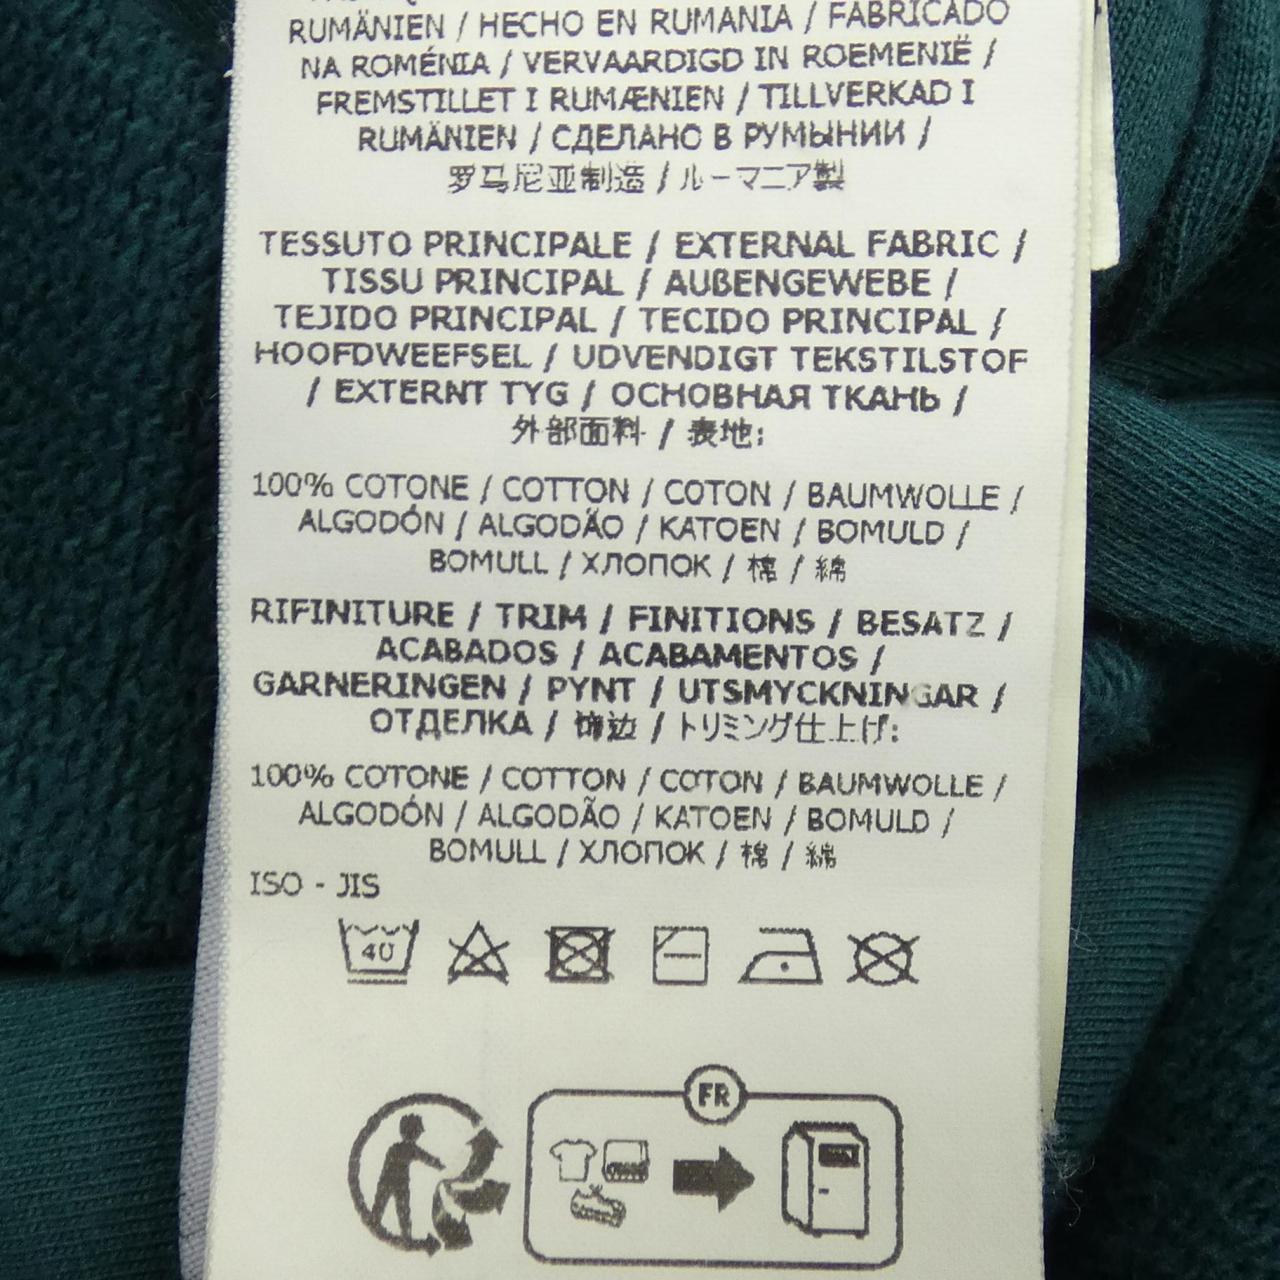 RUMÄNIEN / HECHO EN RUMANIA / FABRICADO
NA ROMÉNIA / VERVAARDIGD IN ROEMENIË /
FREMSTILLET I RUMÆNIEN / TILLVERKAD I
RUMÄNIEN / СДЕЛАНО В РУМЫНИИ /
罗马尼亚制造 / ルーマニア製
TESSUTO PRINCIPALE / EXTERNAL FABRIC /
TISSU PRINCIPAL / AUßENGEWEBE /
TEJIDO PRINCIPAL / TECIDO PRINCIPAL /
HOOFDWEEFSEL / UDVENDIGT TEKSTILSTOF
/ EXTERNT TYG / ОСНОВНАЯ ТКАНЬ /
外部面料 / 表地:
100% COTONE / COTTON / COTON / BAUMWOLLE /
ALGODÓN / ALGODÃO / KATOEN / BOMULD /
BOMULL / ХЛОПОК / 棉 / 綿
RIFINITURE / TRIM / FINITIONS / BESATZ /
ACABADOS / ACABAMENTOS /
GARNERINGEN / PYNT / UTSMYCKNINGAR /
ОТДЕЛКА / 饰边 / トリミング仕上げ:
100% COTONE / COTTON / COTON / BAUMWOLLE /
ALGODÓN / ALGODÃO / KATOEN / BOMULD /
BOMULL / ХЛОПОК / 棉 / 綿
ISO - JIS
40
FR